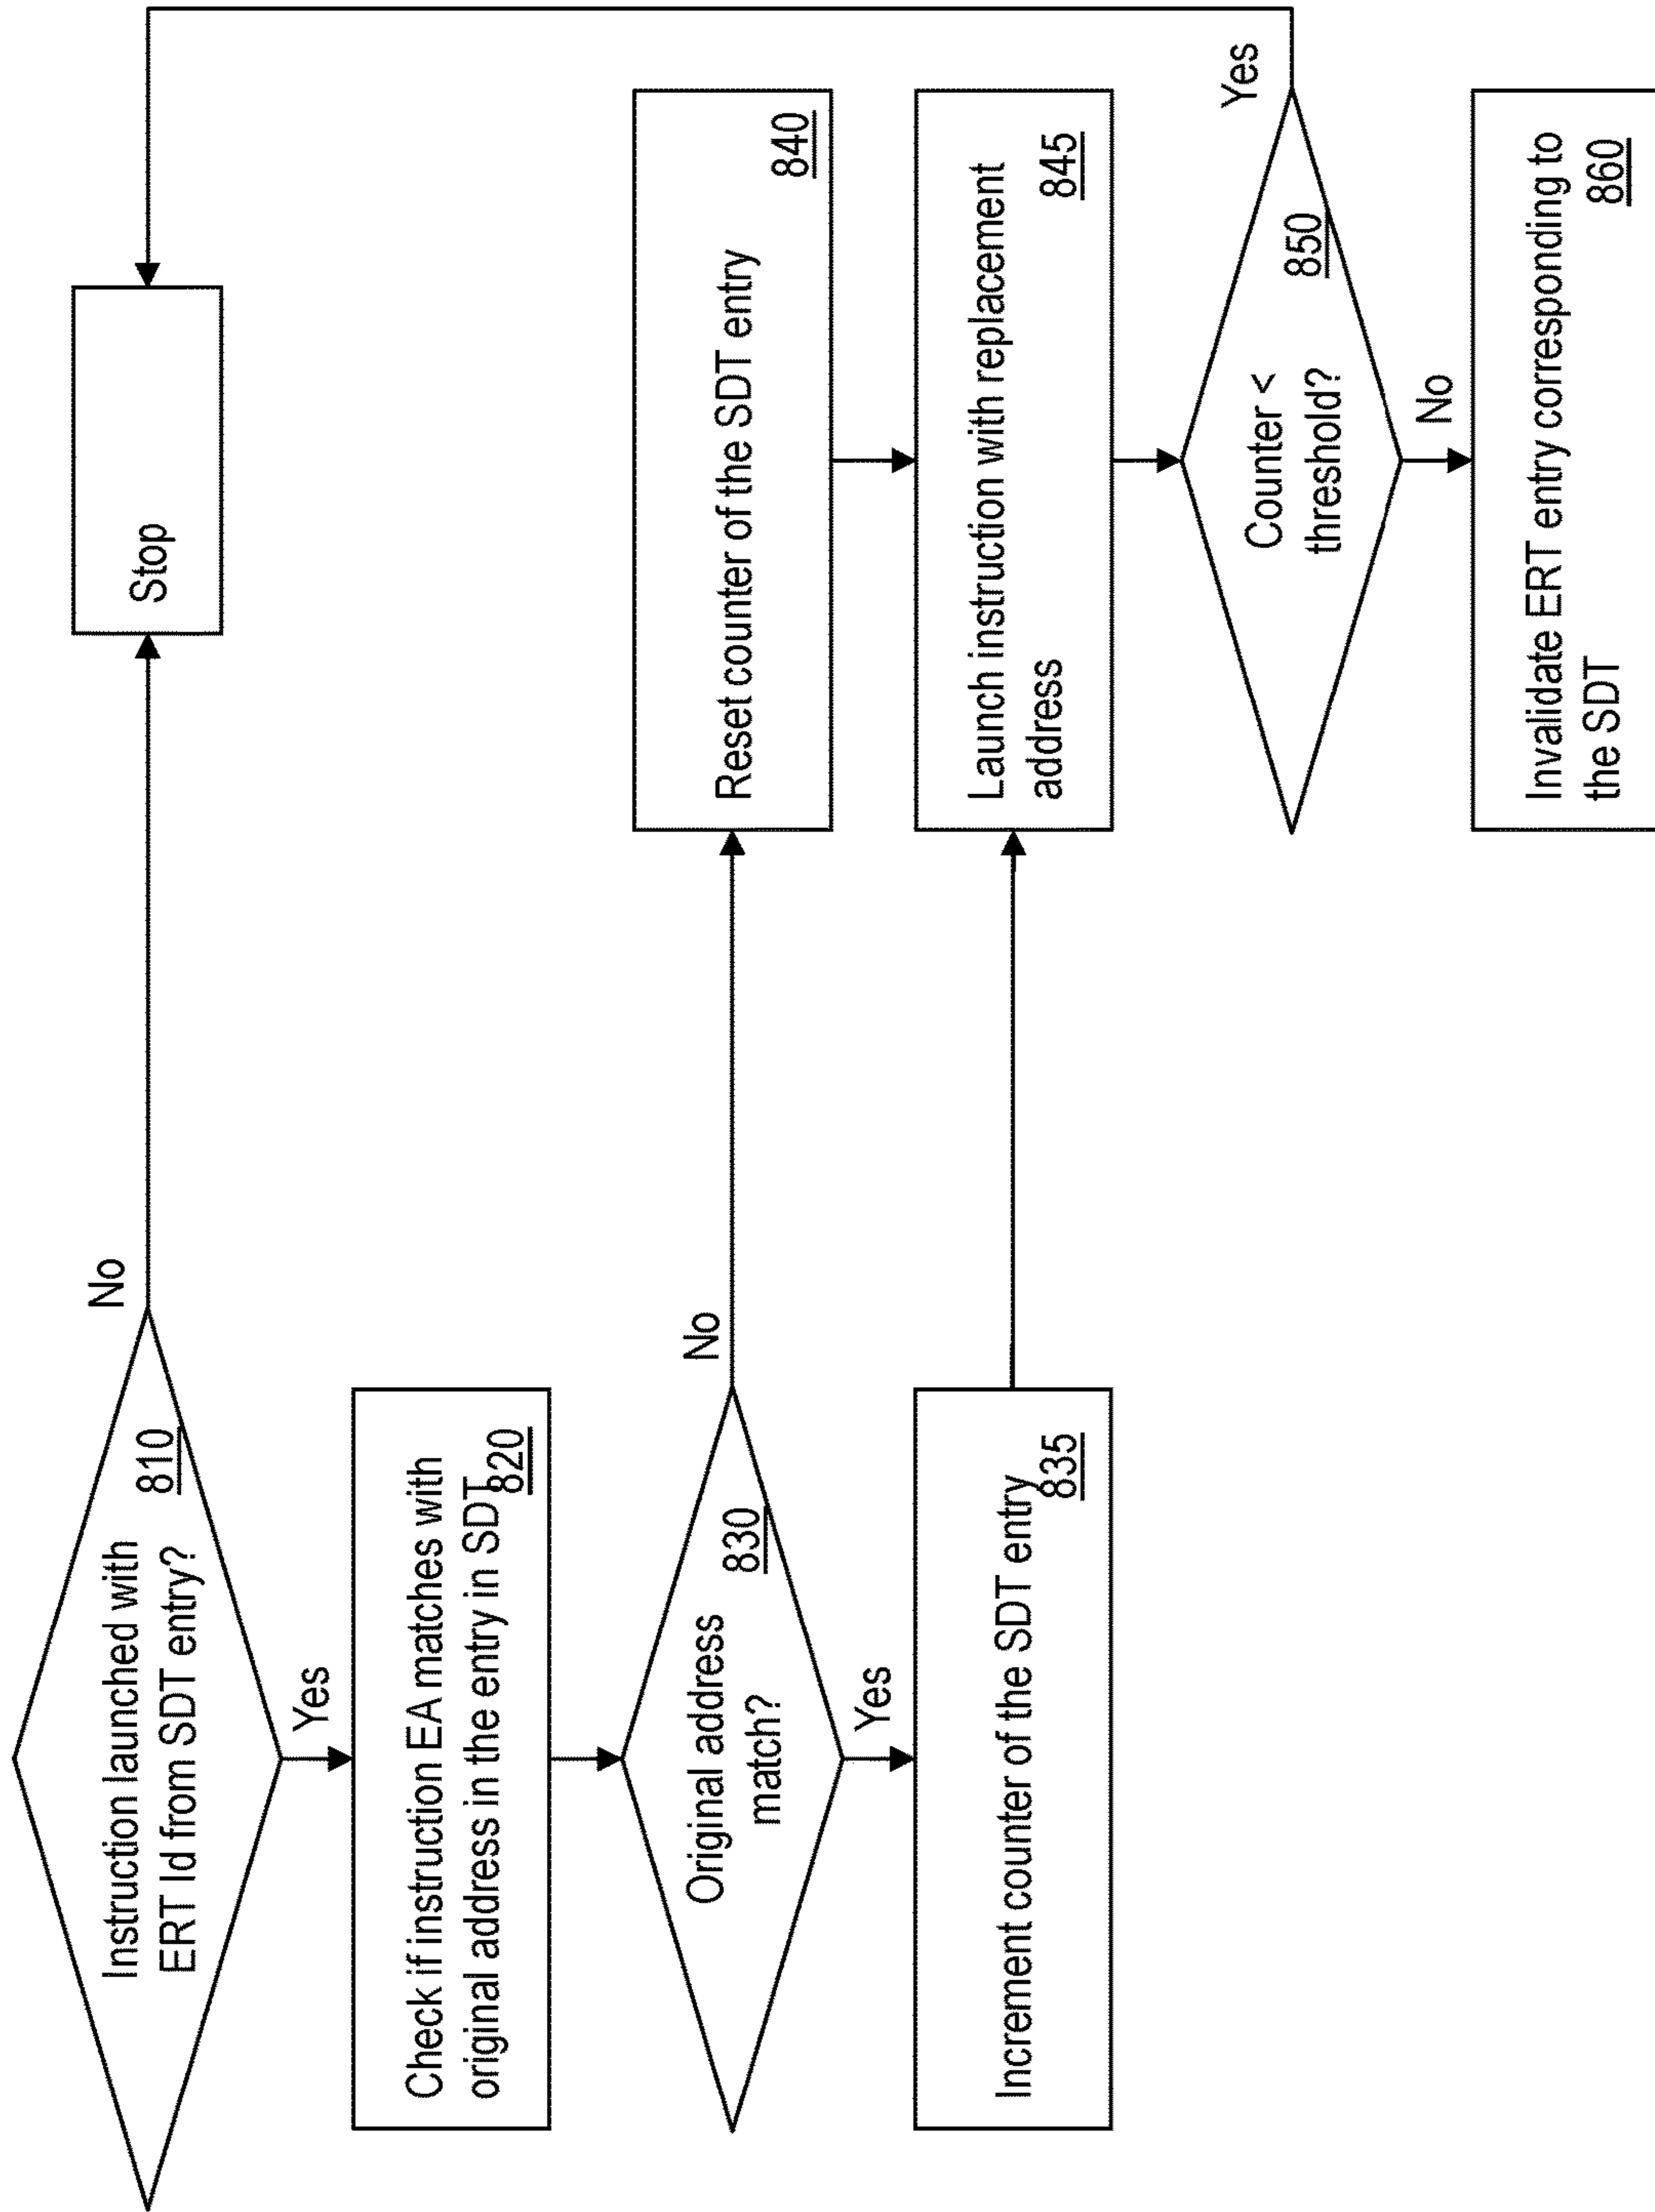 Instruction launched with
ERT Id from SDT entry?
810
No
Stop
Yes
Check if instruction EA matches with
original address in the entry in SDT
820
Original address
match?
830
No
Yes
Increment counter of the SDT entry
835
Reset counter of the SDT entry
840
Launch instruction with replacement
address
845
Counter <
threshold?
850
Yes
No
Invalidate ERT entry corresponding to
the SDT
860